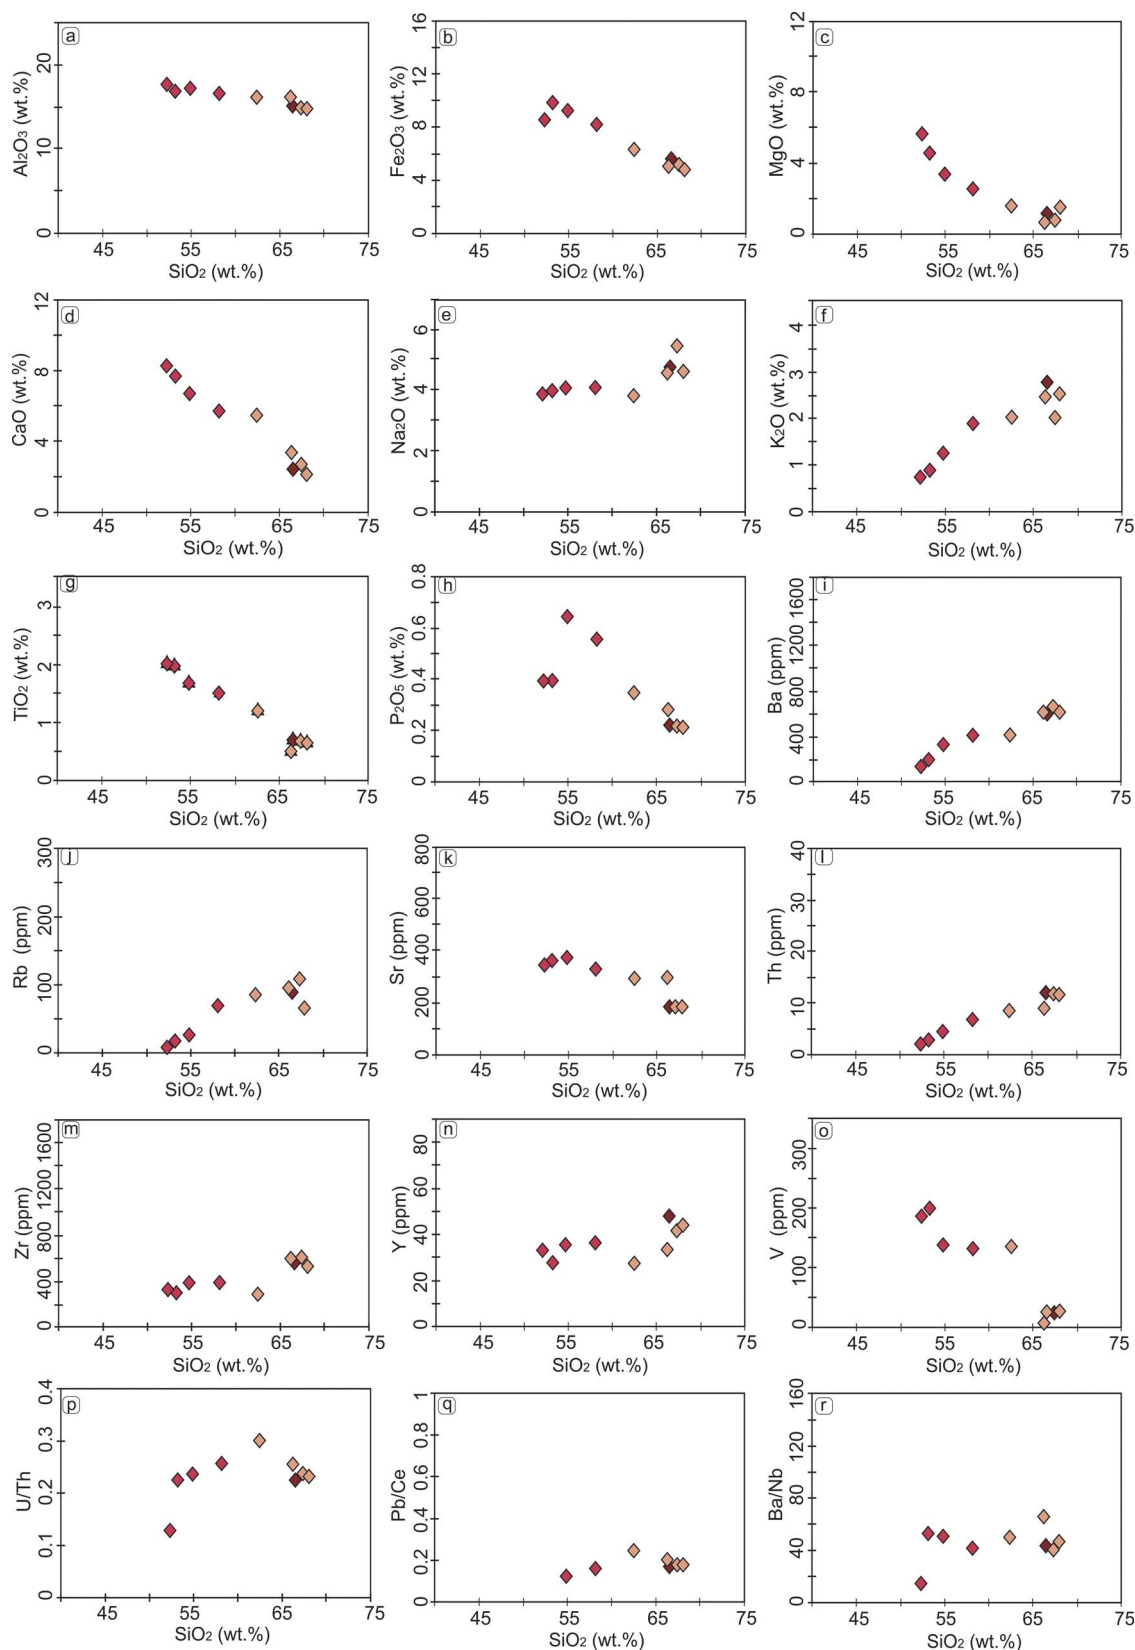 a
Al₂O₃ (wt.%)
0 10 20
45 55 65 75
SiO₂ (wt.%)
b
Fe₂O₃ (wt.%)
0 4 8 12 16
45 55 65 75
SiO₂ (wt.%)
c
MgO (wt.%)
0 4 8 12
45 55 65 75
SiO₂ (wt.%)
d
CaO (wt.%)
0 4 8 12
45 55 65 75
SiO₂ (wt.%)
e
Na₂O (wt.%)
0 2 4 6
45 55 65 75
SiO₂ (wt.%)
f
K₂O (wt.%)
0 1 2 3 4
45 55 65 75
SiO₂ (wt.%)
g
TiO₂ (wt.%)
0 1 2 3
45 55 65 75
SiO₂ (wt.%)
h
P₂O₅ (wt.%)
0 0.2 0.4 0.6 0.8
45 55 65 75
SiO₂ (wt.%)
i
Ba (ppm)
0 400 800 1200 1600
45 55 65 75
SiO₂ (wt.%)
j
Rb (ppm)
0 100 200 300
45 55 65 75
SiO₂ (wt.%)
k
Sr (ppm)
0 200 400 600 800
45 55 65 75
SiO₂ (wt.%)
l
Th (ppm)
0 10 20 30 40
45 55 65 75
SiO₂ (wt.%)
m
Zr (ppm)
0 400 800 1200 1600
45 55 65 75
SiO₂ (wt.%)
n
Y (ppm)
0 20 40 60 80
45 55 65 75
SiO₂ (wt.%)
o
V (ppm)
0 100 200 300
45 55 65 75
SiO₂ (wt.%)
p
U/Th
0 0.1 0.2 0.3 0.4
45 55 65 75
SiO₂ (wt.%)
q
Pb/Ce
0 0.2 0.4 0.6 0.8 1
45 55 65 75
SiO₂ (wt.%)
r
Ba/Nb
0 40 80 120 160
45 55 65 75
SiO₂ (wt.%)